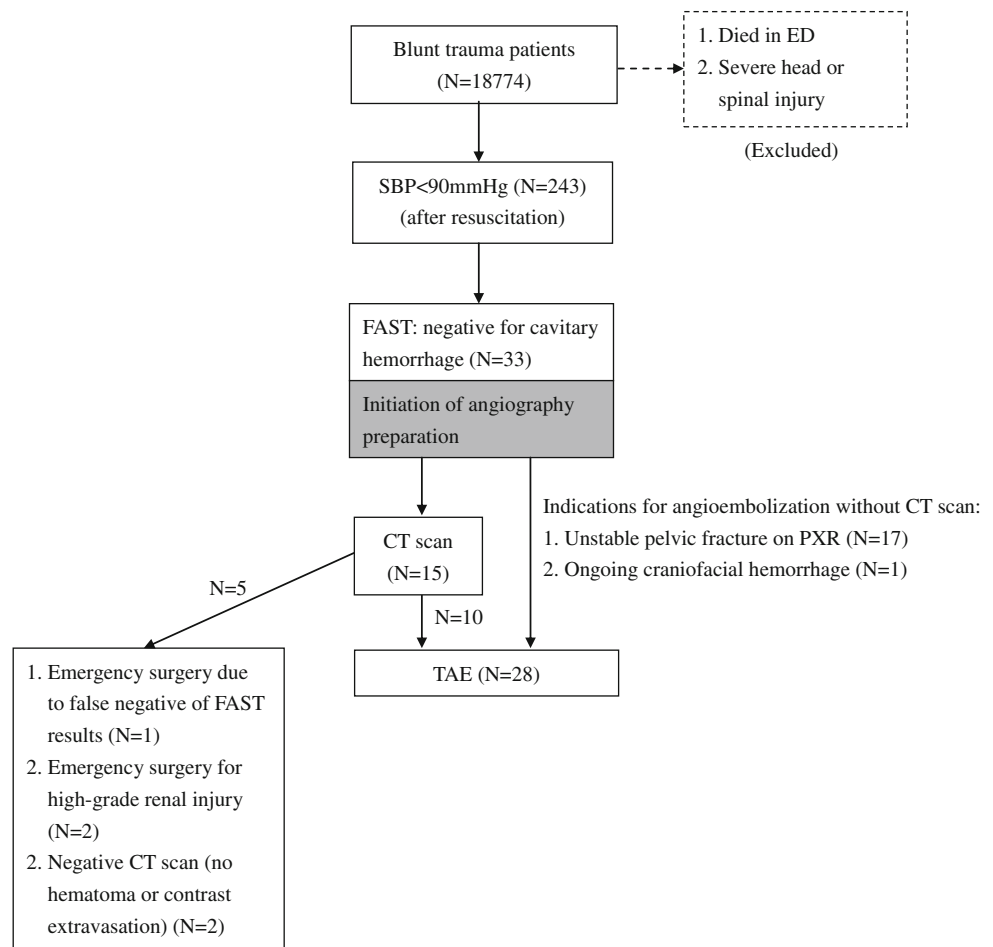 Blunt trauma patients
(N=18774)
1. Died in ED
2. Severe head or
spinal injury
(Excluded)
SBP<90mmHg (N=243)
(after resuscitation)
FAST: negative for cavitary
hemorrhage (N=33)
Initiation of angiography
preparation
Indications for angioembolization without CT scan:
1. Unstable pelvic fracture on PXR (N=17)
2. Ongoing craniofacial hemorrhage (N=1)
CT scan
(N=15)
N=5
N=10
TAE (N=28)
1. Emergency surgery due
to false negative of FAST
results (N=1)
2. Emergency surgery for
high-grade renal injury
(N=2)
2. Negative CT scan (no
hematoma or contrast
extravasation) (N=2)